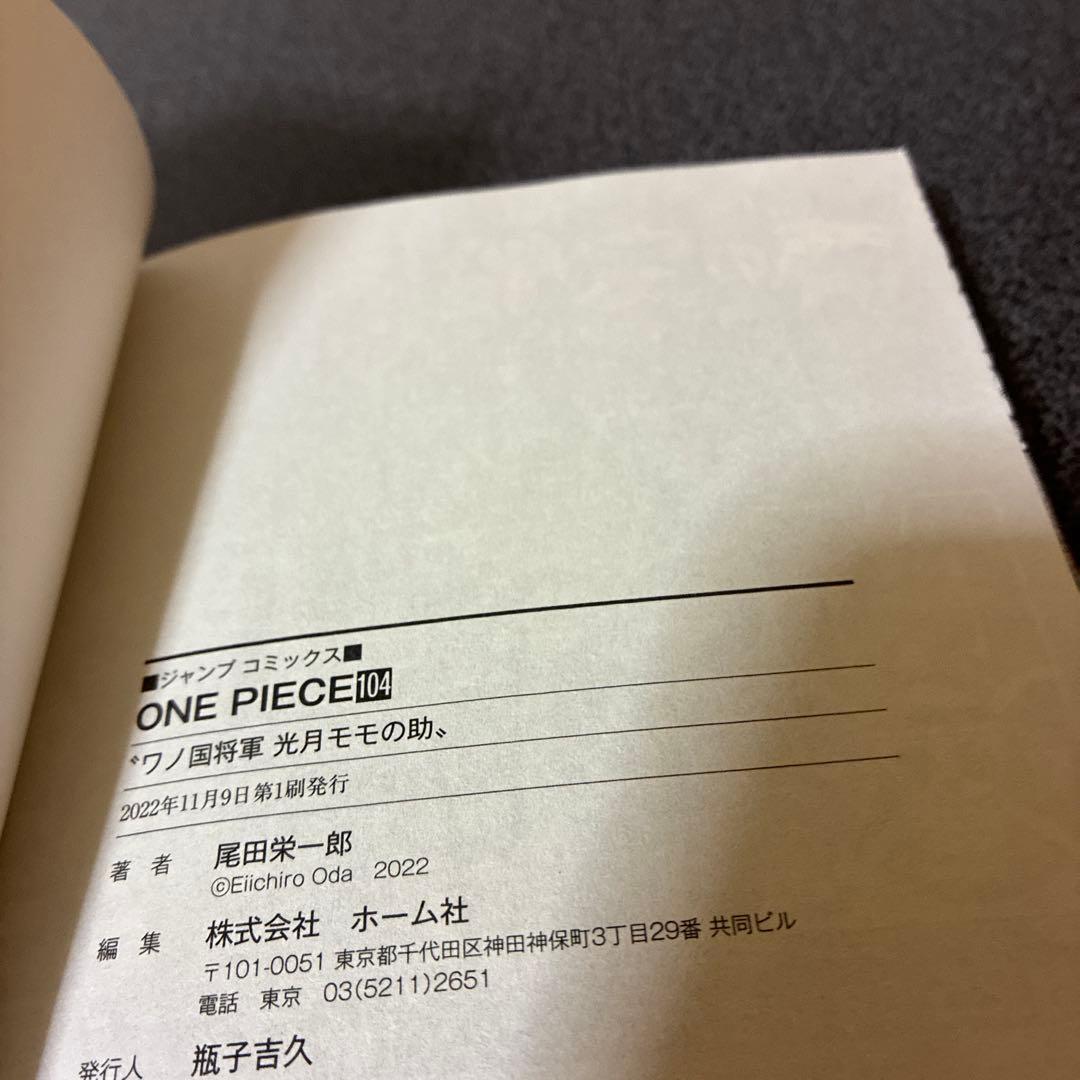 ■ジャンプ コミックス■
ONE PIECE 104
〝ワノ国将軍 光月モモの助〟
2022年11月9日 第1刷発行
著 者 尾田栄一郎
©Eiichiro Oda 2022
編 集 株式会社 ホーム社
〒101-0051 東京都千代田区神田神保町3丁目29番 共同ビル
電話 東京 03(5211)2651
発行人 瓶子吉久